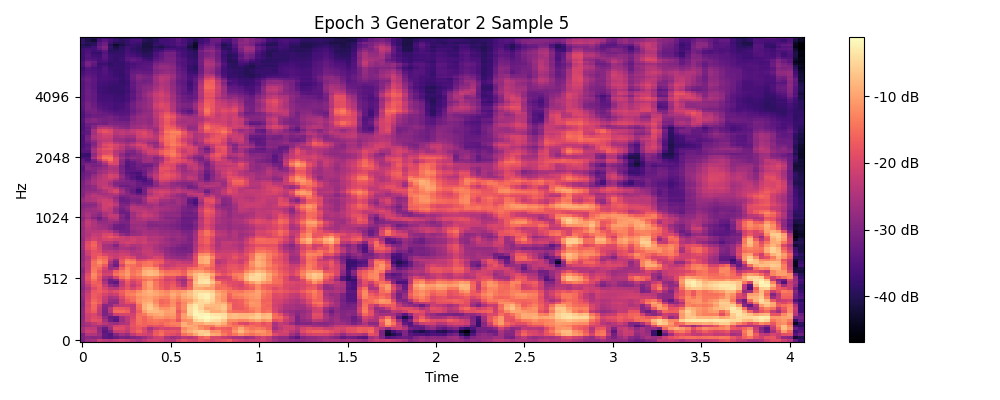 Epoch 3 Generator 2 Sample 5
Hz
4096
2048
1024
512
0
0 0.5 1 1.5 2 2.5 3 3.5 4
Time
-10 dB
-20 dB
-30 dB
-40 dB